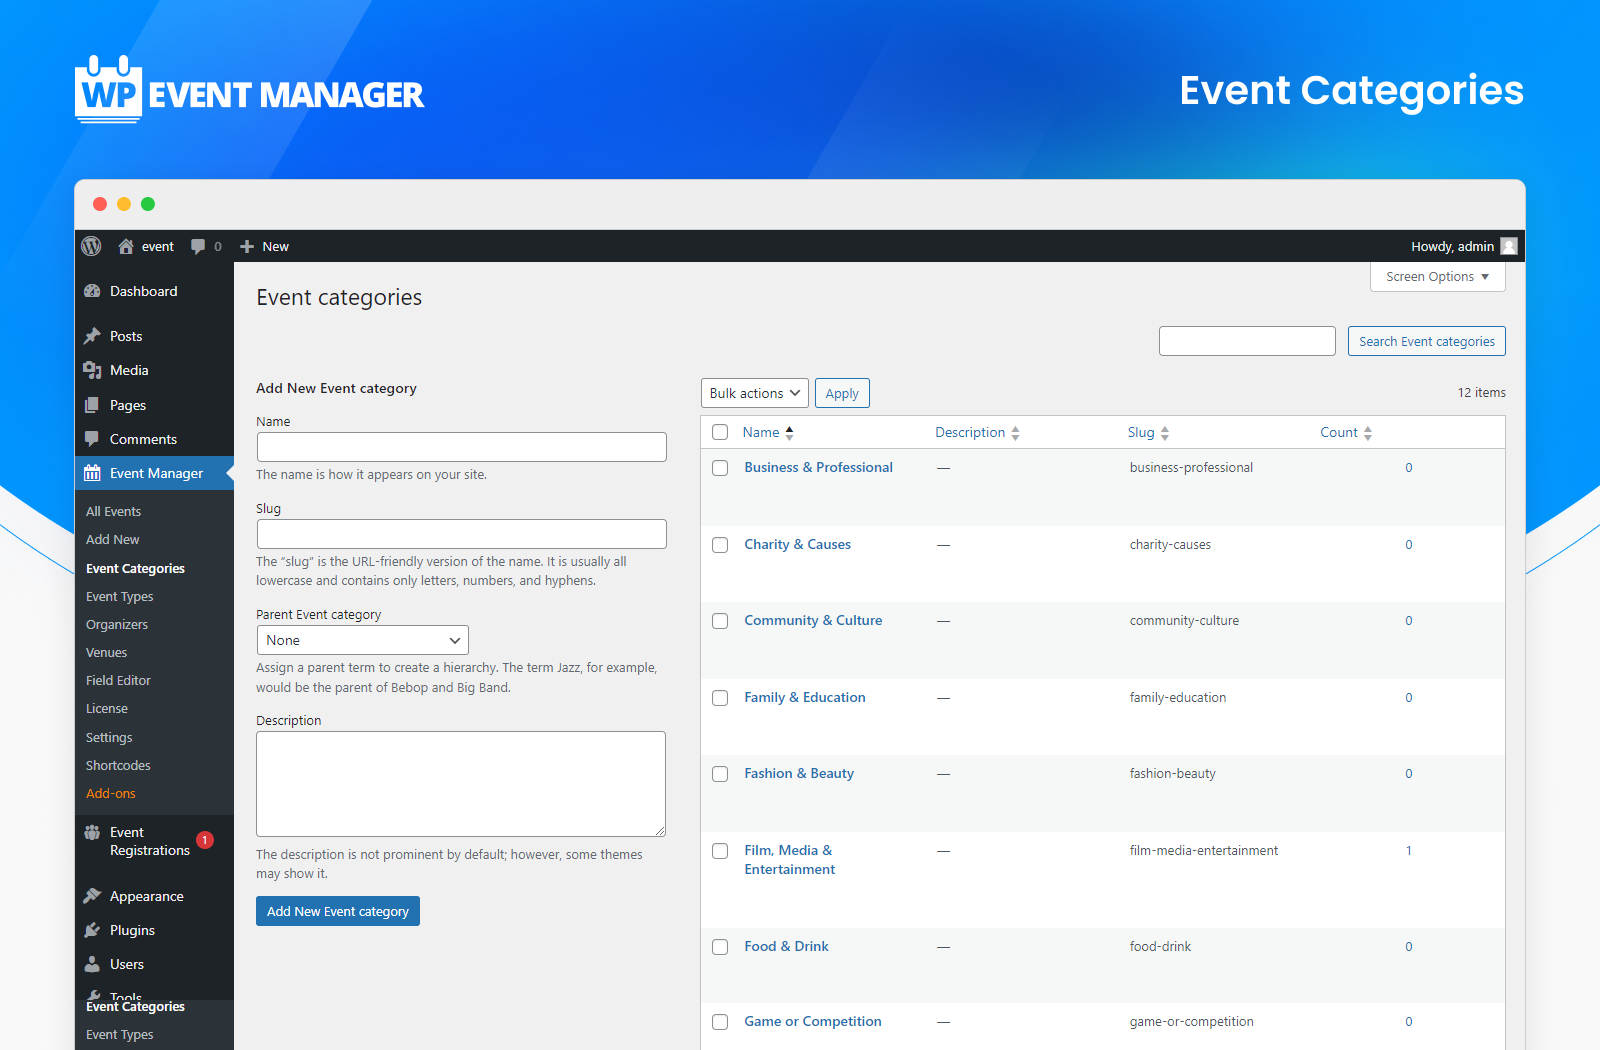 WP EVENT MANAGER
Event Categories
event 0 New
Howdy, admin
Dashboard
Posts
Media
Pages
Comments
Event Manager
All Events
Add New
Event Categories
Event Types
Organizers
Venues
Field Editor
License
Settings
Shortcodes
Add-ons
Event
Registrations 1
Appearance
Plugins
Users
Tools
Event Categories
Event Types
Screen Options
Event categories
Search Event categories
Add New Event category
Name
The name is how it appears on your site.
Slug
The “slug” is the URL-friendly version of the name. It is usually all
lowercase and contains only letters, numbers, and hyphens.
Parent Event category
None
Assign a parent term to create a hierarchy. The term Jazz, for example,
would be the parent of Bebop and Big Band.
Description
The description is not prominent by default; however, some themes
may show it.
Add New Event category
Bulk actions Apply 12 items
Name Description Slug Count
Business & Professional — business-professional 0
Charity & Causes — charity-causes 0
Community & Culture — community-culture 0
Family & Education — family-education 0
Fashion & Beauty — fashion-beauty 0
Film, Media & — film-media-entertainment 1
Entertainment
Food & Drink — food-drink 0
Game or Competition — game-or-competition 0